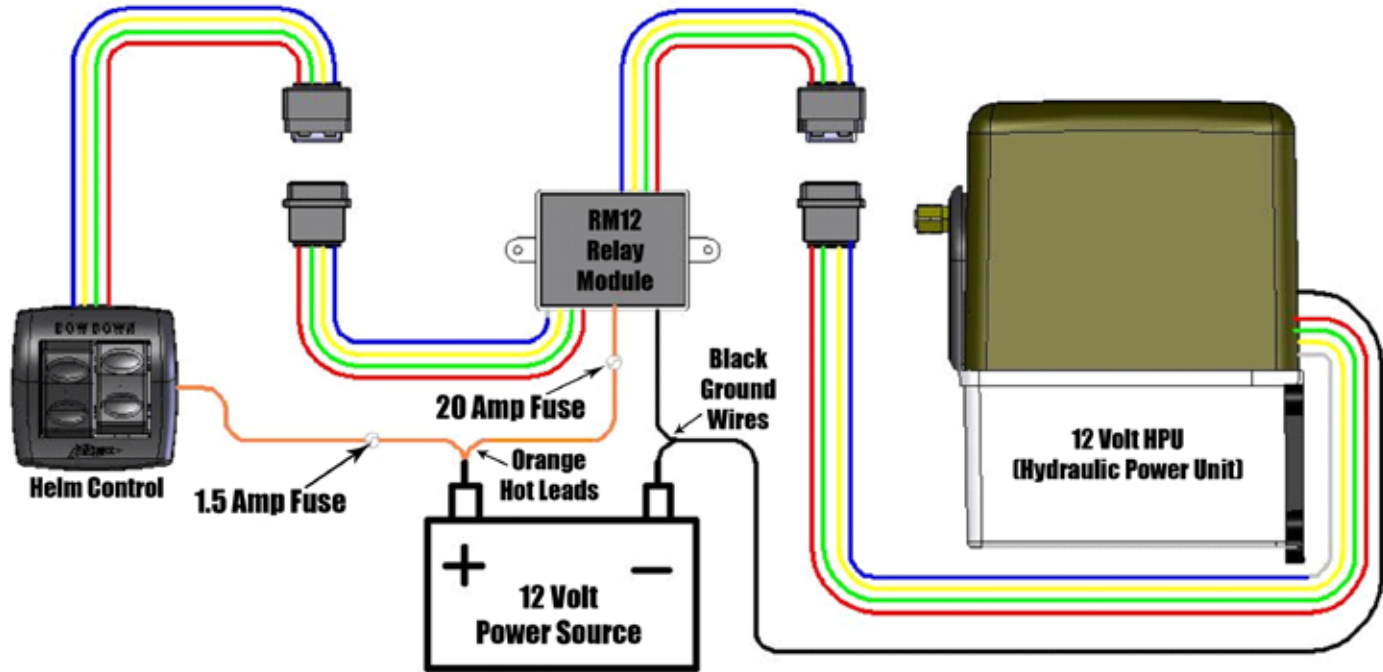 BOW DOWN
Helm Control
1.5 Amp Fuse
20 Amp Fuse
Orange
Hot Leads
RM12
Relay
Module
Black
Ground
Wires
+
−
12 Volt
Power Source
12 Volt HPU
(Hydraulic Power Unit)